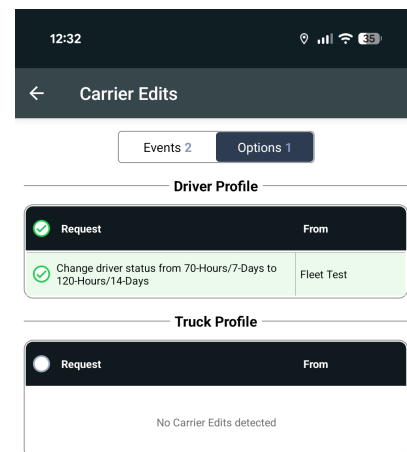 12:32
35
Carrier Edits
Events 2
Options 1
Driver Profile
Request
From
Change driver status from 70-Hours/7-Days to
120-Hours/14-Days
Fleet Test
Truck Profile
Request
From
No Carrier Edits detected